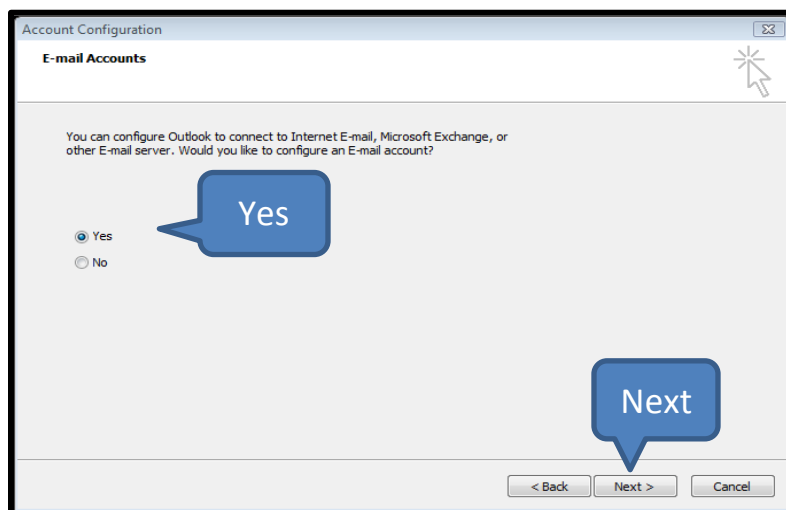 Account Configuration
E-mail Accounts
You can configure Outlook to connect to Internet E-mail, Microsoft Exchange, or
other E-mail server. Would you like to configure an E-mail account?
Yes
Yes
No
Next
< Back
Next >
Cancel